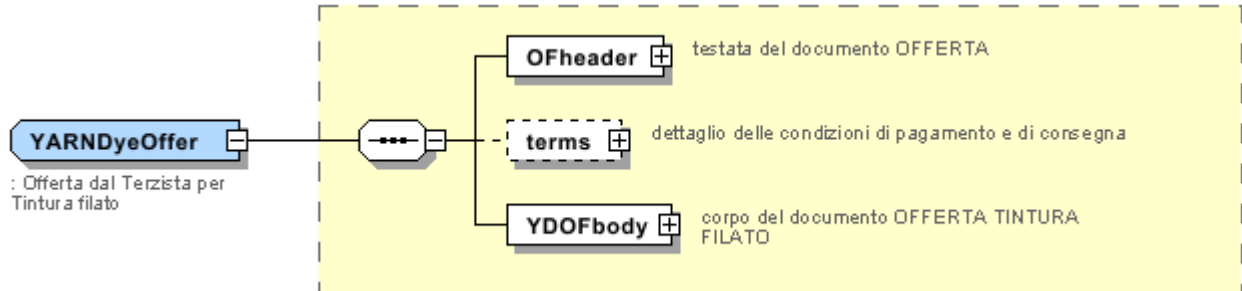 OFheader
testata del documento OFFERTA
YARNDyeOffer
: Offerta dal Terzista per
Tintura filato
terms
dettaglio delle condizioni di pagamento e di consegna
YDOFbody
corpo del documento OFFERTA TINTURA
FILATO